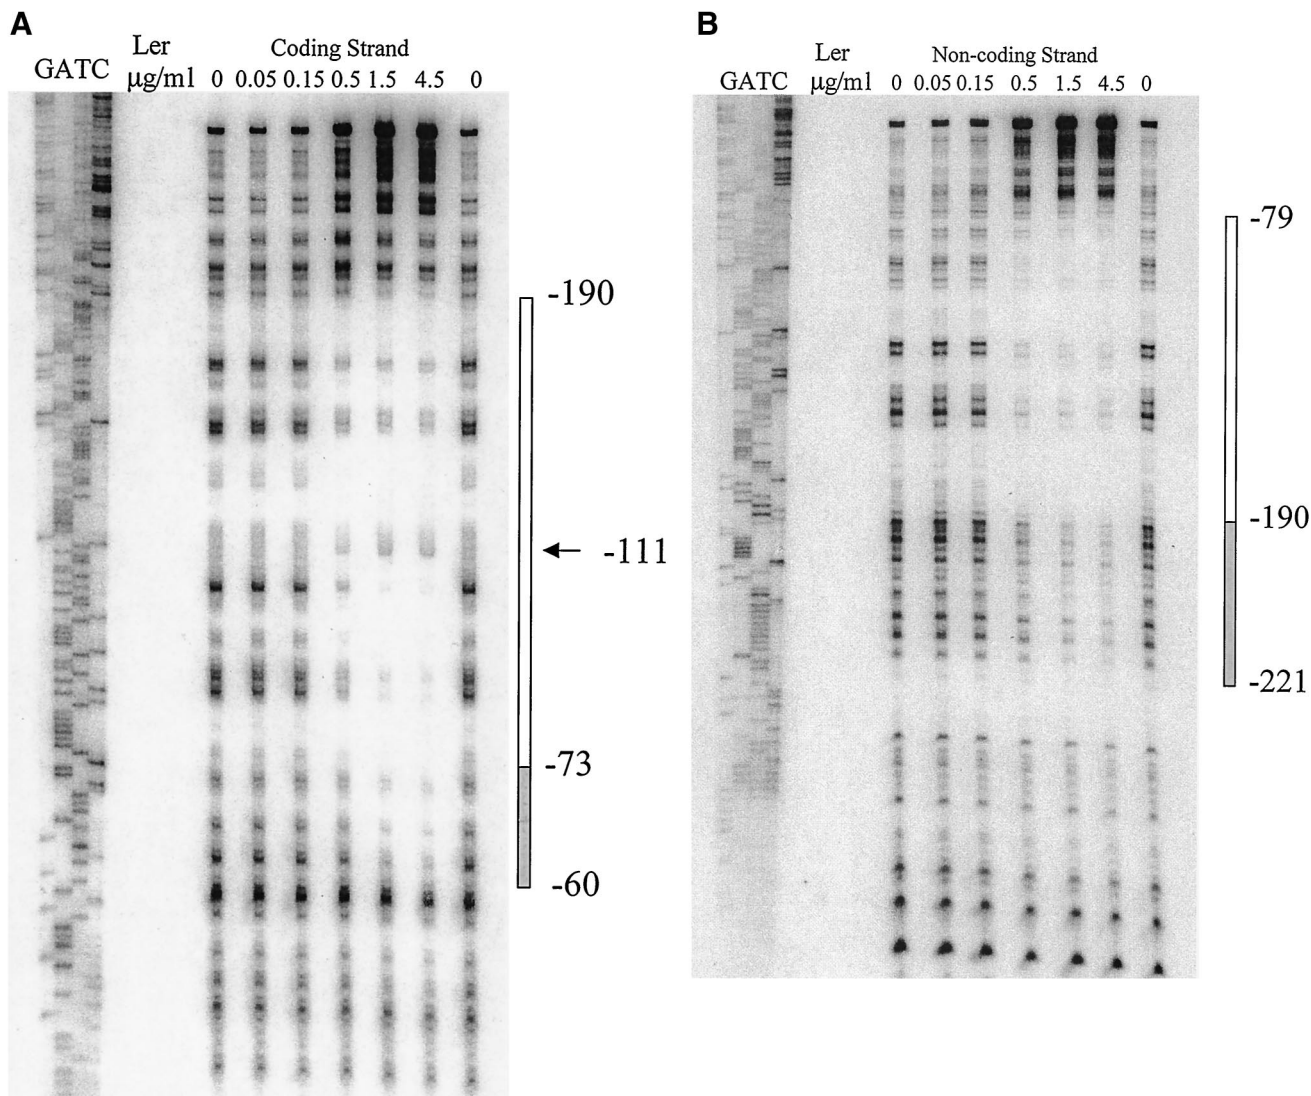 A
Ler
Coding Strand
GATC
μg/ml
0 0.05 0.15 0.5 1.5 4.5 0
-190
-111
-73
-60
B
Ler
Non-coding Strand
GATC
μg/ml
0 0.05 0.15 0.5 1.5 4.5 0
-79
-190
-221